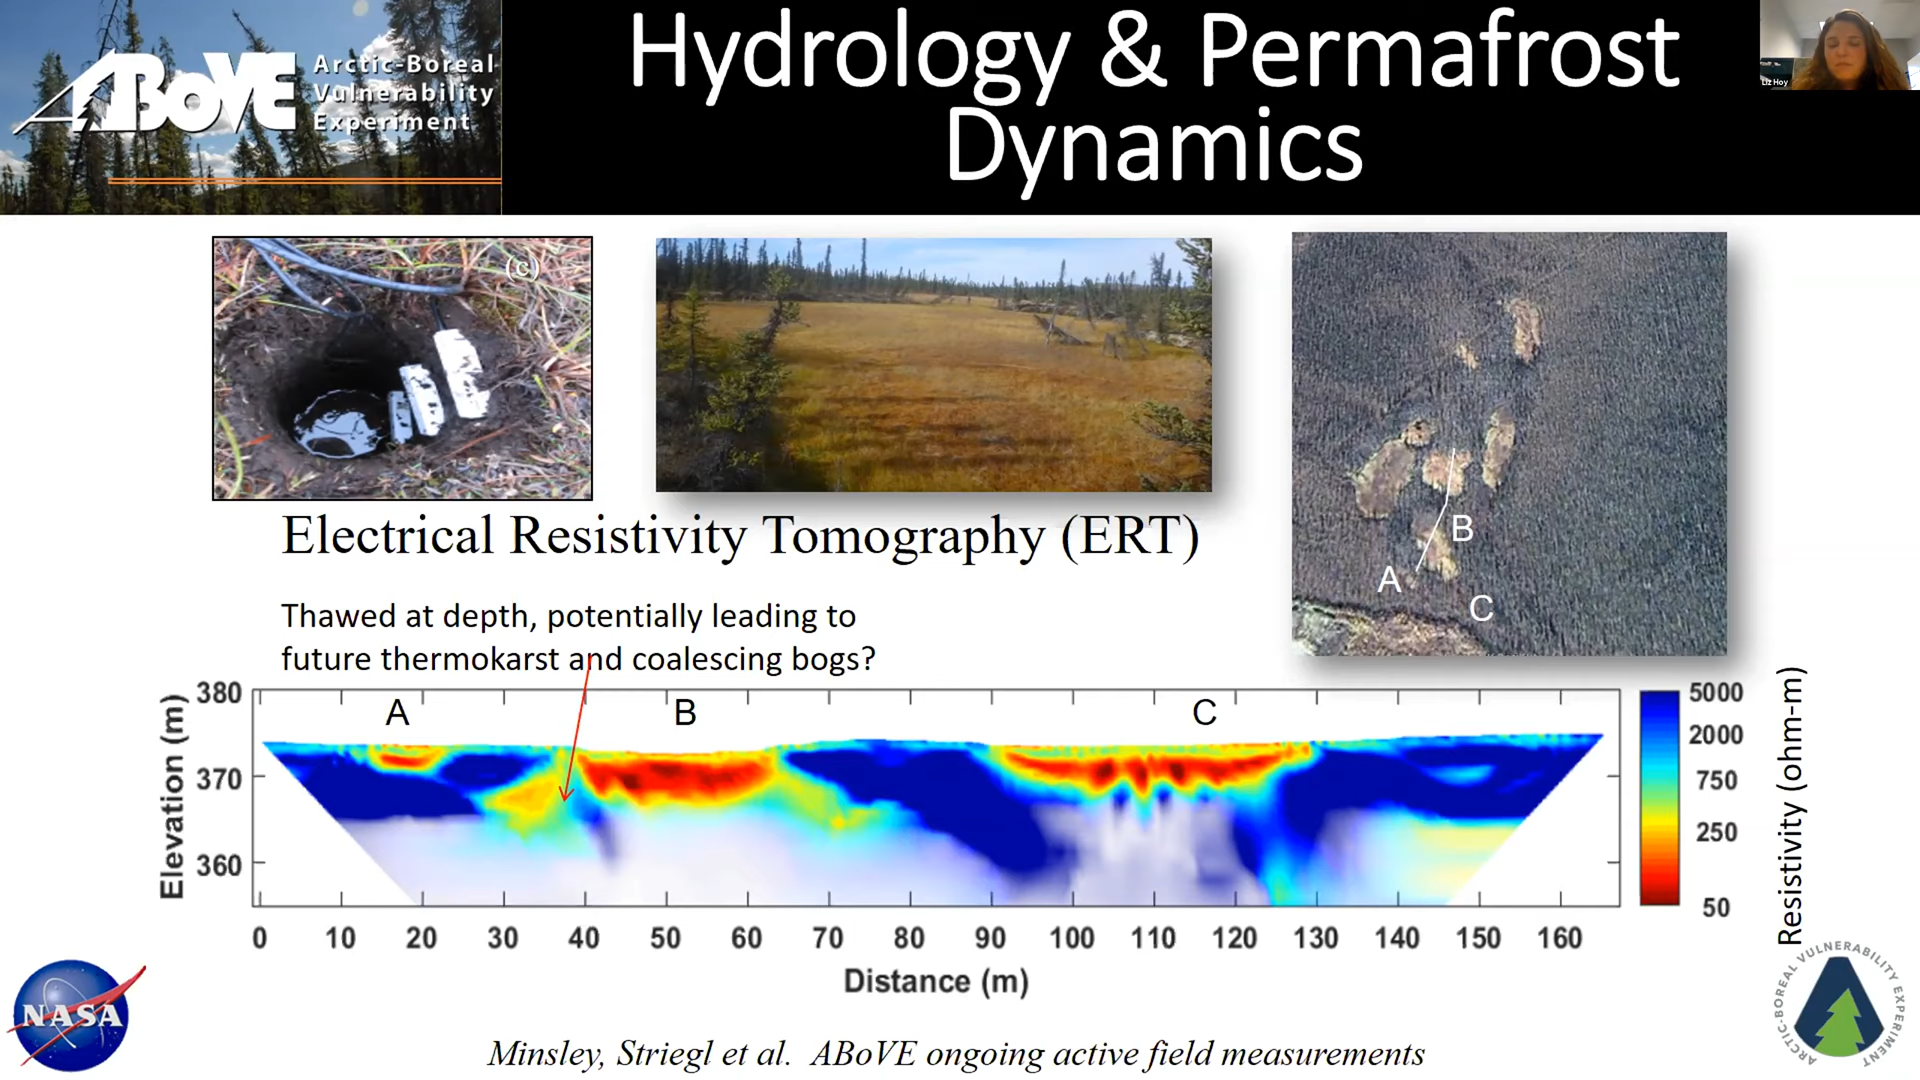 ABoVE
Arctic-Boreal
Vulnerability
Experiment
Hydrology & Permafrost
Dynamics
Liz Hoy
(c)
Electrical Resistivity Tomography (ERT)
B
A
C
Thawed at depth, potentially leading to
future thermokarst and coalescing bogs?
Elevation (m)
380
370
360
A
B
C
5000
2000
750
250
50
Resistivity (ohm-m)
0 10 20 30 40 50 60 70 80 90 100 110 120 130 140 150 160
Distance (m)
NASA
ARCTIC-BOREAL VULNERABILITY EXPERIMENT
Minsley, Striegl et al. ABoVE ongoing active field measurements